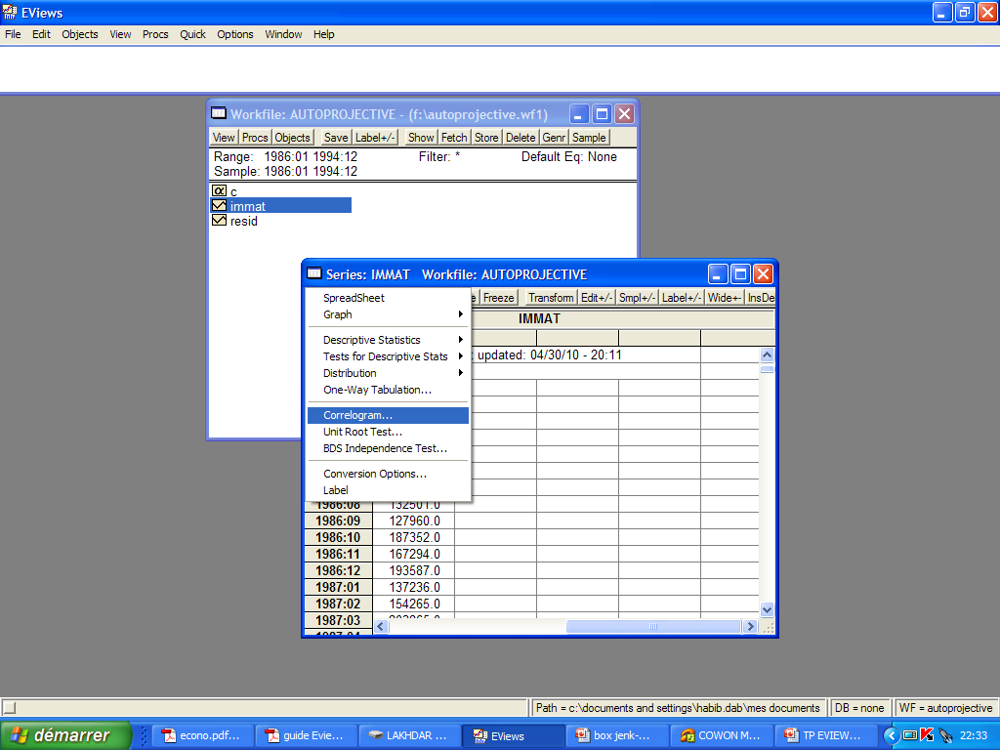 EViews
File Edit Objects View Procs Quick Options Window Help
Workfile: AUTOPROJECTIVE - (f:\autoprojective.wf1)
View Procs Objects Save Label+/- Show Fetch Store Delete Genr Sample
Range: 1986:01 1994:12 Filter: * Default Eq: None
Sample: 1986:01 1994:12
c
immat
resid
Series: IMMAT Workfile: AUTOPROJECTIVE
Freeze Transform Edit+/- Smpl+/- Label+/- Wide+- InsDe
SpreadSheet
Graph
Descriptive Statistics
Tests for Descriptive Stats
Distribution
One-Way Tabulation...
Correlogram...
Unit Root Test...
BDS Independence Test...
Conversion Options...
Label
IMMAT
updated: 04/30/10 - 20:11
1986:08 132501.0
1986:09 127960.0
1986:10 187352.0
1986:11 167294.0
1986:12 193587.0
1987:01 137236.0
1987:02 154265.0
1987:03
Path = c:\documents and settings\habib.dab\mes documents DB = none WF = autoprojective
démarrer econo.pdf... guide Evie... LAKHDAR ... EViews box jenk-... COWON M... TP EVIEW... 22:33